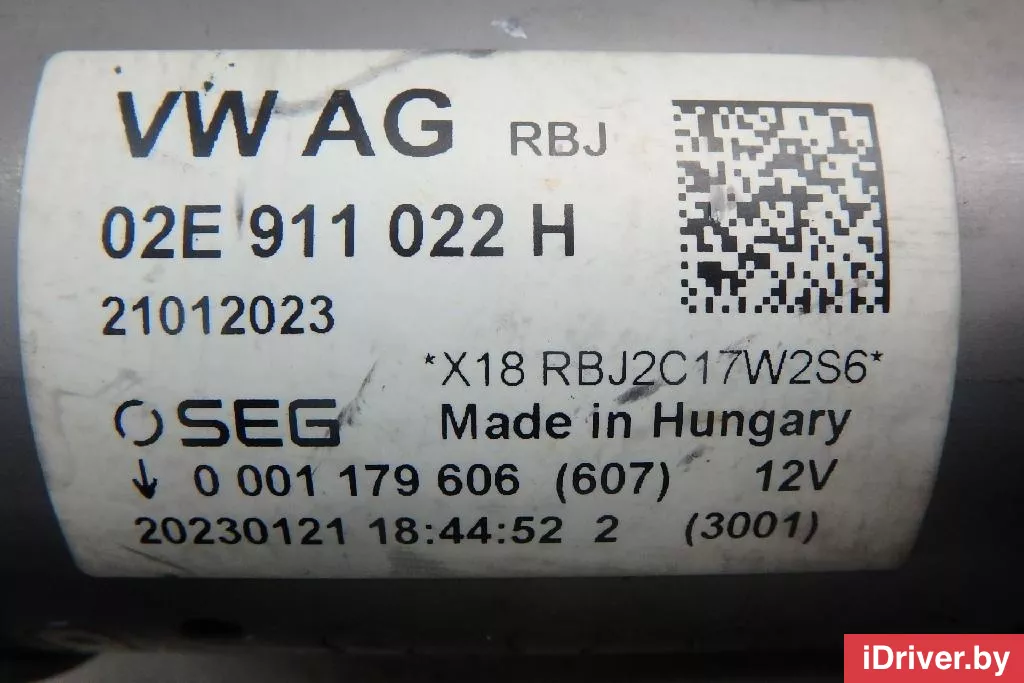 VW AG RBJ
02E 911 022 H
21012023
*X18 RBJ2C17W2S6*
SEG Made in Hungary
↓ 0 001 179 606 (607) 12V
20230121 18:44:52 2 (3001)
iDriver.by